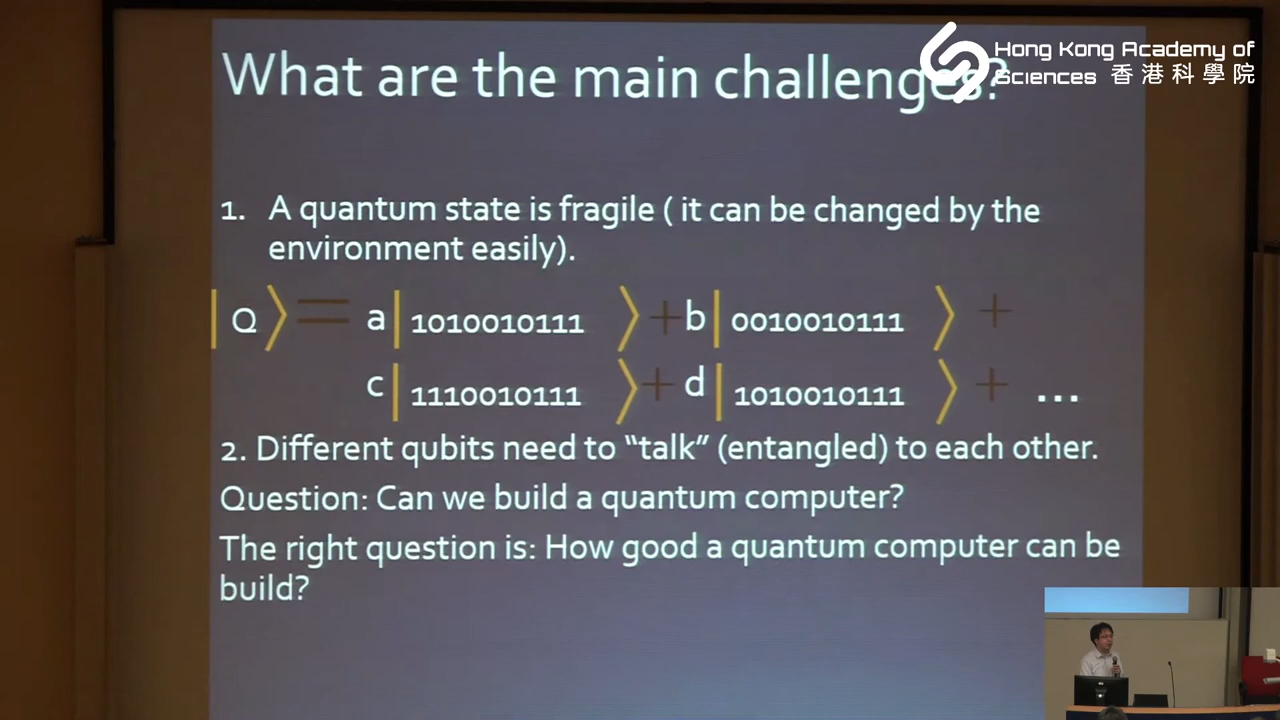 What are the main challenges?
Hong Kong Academy of
Sciences 香港科學院
1. A quantum state is fragile ( it can be changed by the
environment easily).
|Q⟩ = a|1010010111⟩ + b|0010010111⟩ +
c|1110010111⟩ + d|1010010111⟩ + ...
2. Different qubits need to “talk” (entangled) to each other.
Question: Can we build a quantum computer?
The right question is: How good a quantum computer can be
build?